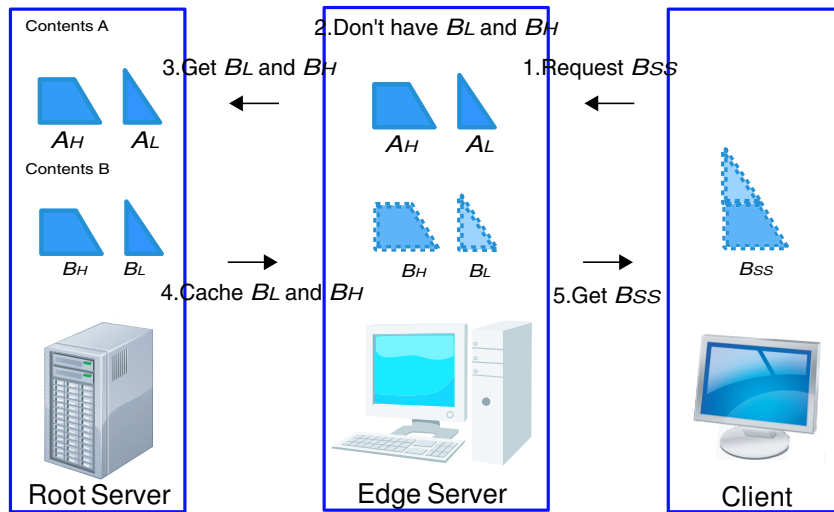 Contents A
2.Don't have BL and BH
3.Get BL and BH
1.Request BSS
AH
AL
AH
AL
Contents B
BH
BL
BH
BL
BSS
4.Cache BL and BH
5.Get BSS
Root Server
Edge Server
Client